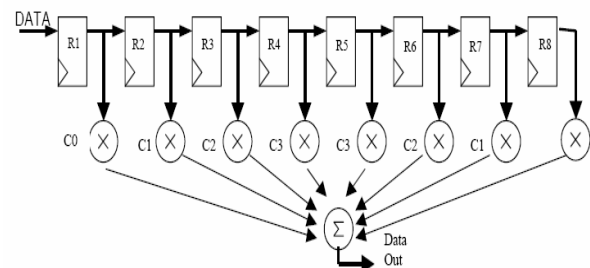 DATA
R1 R2 R3 R4 R5 R6 R7 R8
C0 C1 C2 C3 C3 C2 C1
Σ
Data
Out